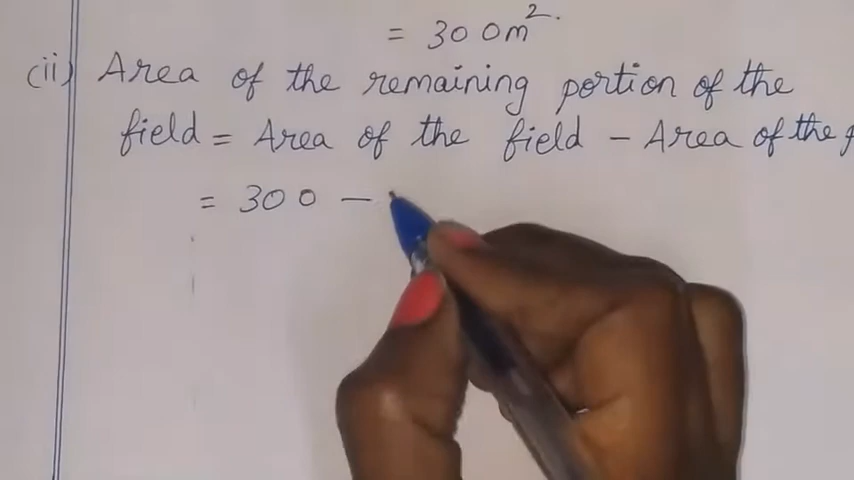 = 300m².
(ii) Area of the remaining portion of the
field = Area of the field - Area of the
= 300 -